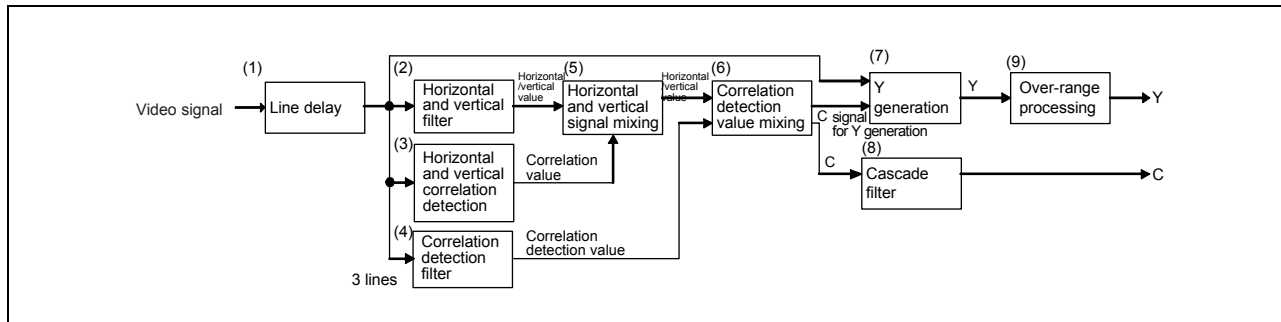 (1)
Video signal
Line delay
3 lines
(2)
Horizontal
and vertical
filter
Horizontal
/vertical
value
(3)
Horizontal
and vertical
correlation
detection
Correlation
value
(4)
Correlation
detection
filter
Correlation
detection value
(5)
Horizontal
and vertical
signal mixing
Horizontal
/vertical
value
(6)
Correlation
detection
value mixing
C signal
for Y generation
C
(7)
Y
generation
Y
(8)
Cascade
filter
(9)
Over-range
processing
Y
C